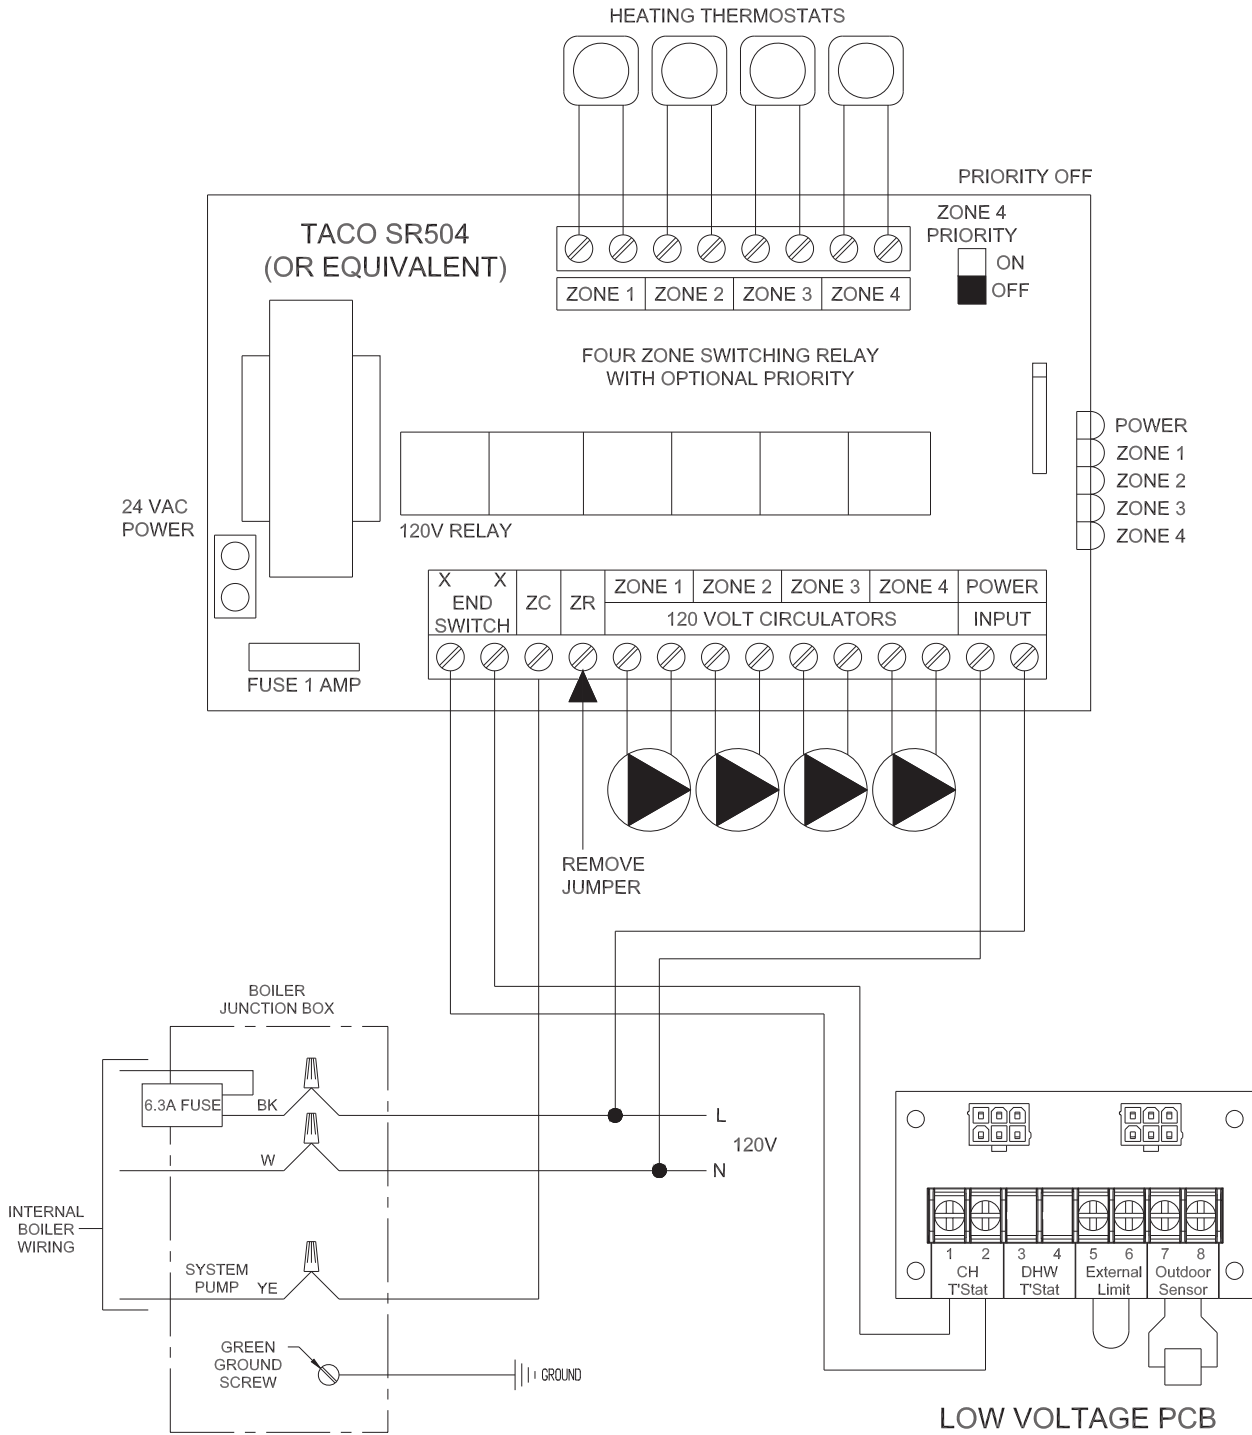 HEATING THERMOSTATS
PRIORITY OFF
TACO SR504
(OR EQUIVALENT)
ZONE 4
PRIORITY
ON
OFF
ZONE 1 ZONE 2 ZONE 3 ZONE 4
FOUR ZONE SWITCHING RELAY
WITH OPTIONAL PRIORITY
POWER
ZONE 1
ZONE 2
ZONE 3
ZONE 4
24 VAC
POWER
120V RELAY
X X
END
SWITCH
ZC
ZR
ZONE 1 ZONE 2 ZONE 3 ZONE 4
120 VOLT CIRCULATORS
POWER
INPUT
FUSE 1 AMP
REMOVE
JUMPER
BOILER
JUNCTION BOX
6.3A FUSE
BK
L
120V
W
N
INTERNAL
BOILER
WIRING
SYSTEM
PUMP
YE
GREEN
GROUND
SCREW
GROUND
1 2 3 4 5 6 7 8
CH
T'Stat
DHW
T'Stat
External
Limit
Outdoor
Sensor
LOW VOLTAGE PCB